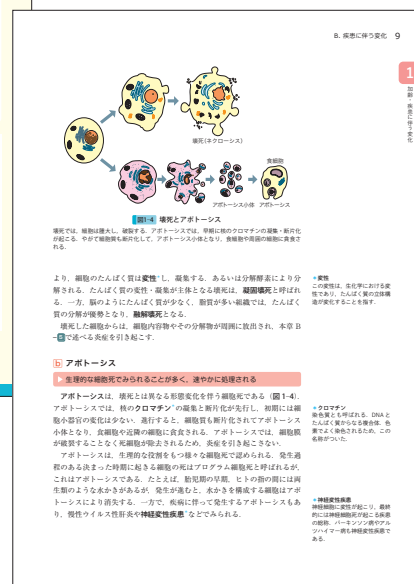 B. 疾患に伴う変化 9
1
加齢・疾患に伴う変化
壊死(ネクローシス)
食細胞
アポトーシス小体 アポトーシス
図1-4 壊死とアポトーシス
壊死では,細胞は膨大し,破裂する.アポトーシスでは,早期に核のクロマチンの凝集・断片化
が起こる.やがて細胞質も断片化して,アポトーシス小体となり,食細胞や周囲の細胞に貪食さ
れる.
より,細胞のたんぱく質は変性*し,凝集する.あるいは分解酵素により分
解される.たんぱく質の変性・凝集が主体となる壊死は,凝固壊死と呼ばれ
る.一方,脳のようにたんぱく質が少なく,脂質が多い組織では,たんぱく
質の分解が優勢となり,融解壊死となる.
壊死した細胞からは,細胞内容物やその分解物が周囲に放出され,本章 B
-5で述べる炎症を引き起こす.
*変性
この変性は,生化学における変
性であり,たんぱく質の立体構
造が変化することを指す.
b アポトーシス
生理的な細胞死でみられることが多く,速やかに処理される
アポトーシスは,壊死とは異なる形態変化を伴う細胞死である(図 1-4).
アポトーシスでは,核のクロマチン*の凝集と断片化が先行し,初期には細
胞小器官の変化は少ない.進行すると,細胞質も断片化されてアポトーシス
小体となり,食細胞や近隣の細胞に貪食される.アポトーシスでは,細胞膜
が破裂することなく死細胞が除去されるため,炎症を引き起こさない.
アポトーシスは,生理的な役割をもつ様々な細胞死で認められる.発生過
程のある決まった時期に起きる細胞の死はプログラム細胞死と呼ばれるが,
これはアポトーシスである.たとえば,胎児期の早期,ヒトの指の間には両
生類のような水かきがあるが,発生が進むと,水かきを構成する細胞はアポ
トーシスにより消失する.一方で,疾病に伴って発生するアポトーシスもあ
り,慢性ウイルス性肝炎や神経変性疾患*などでみられる.
*クロマチン
染色質とも呼ばれる.DNA と
たんぱく質からなる複合体.色
素でよく染色されるため,この
名前がついた.
*神経変性疾患
神経細胞に変性が起こり,最終
的には神経細胞死が起こる疾患
の総称.パーキンソン病やアル
ツハイマー病も神経変性疾患で
ある.